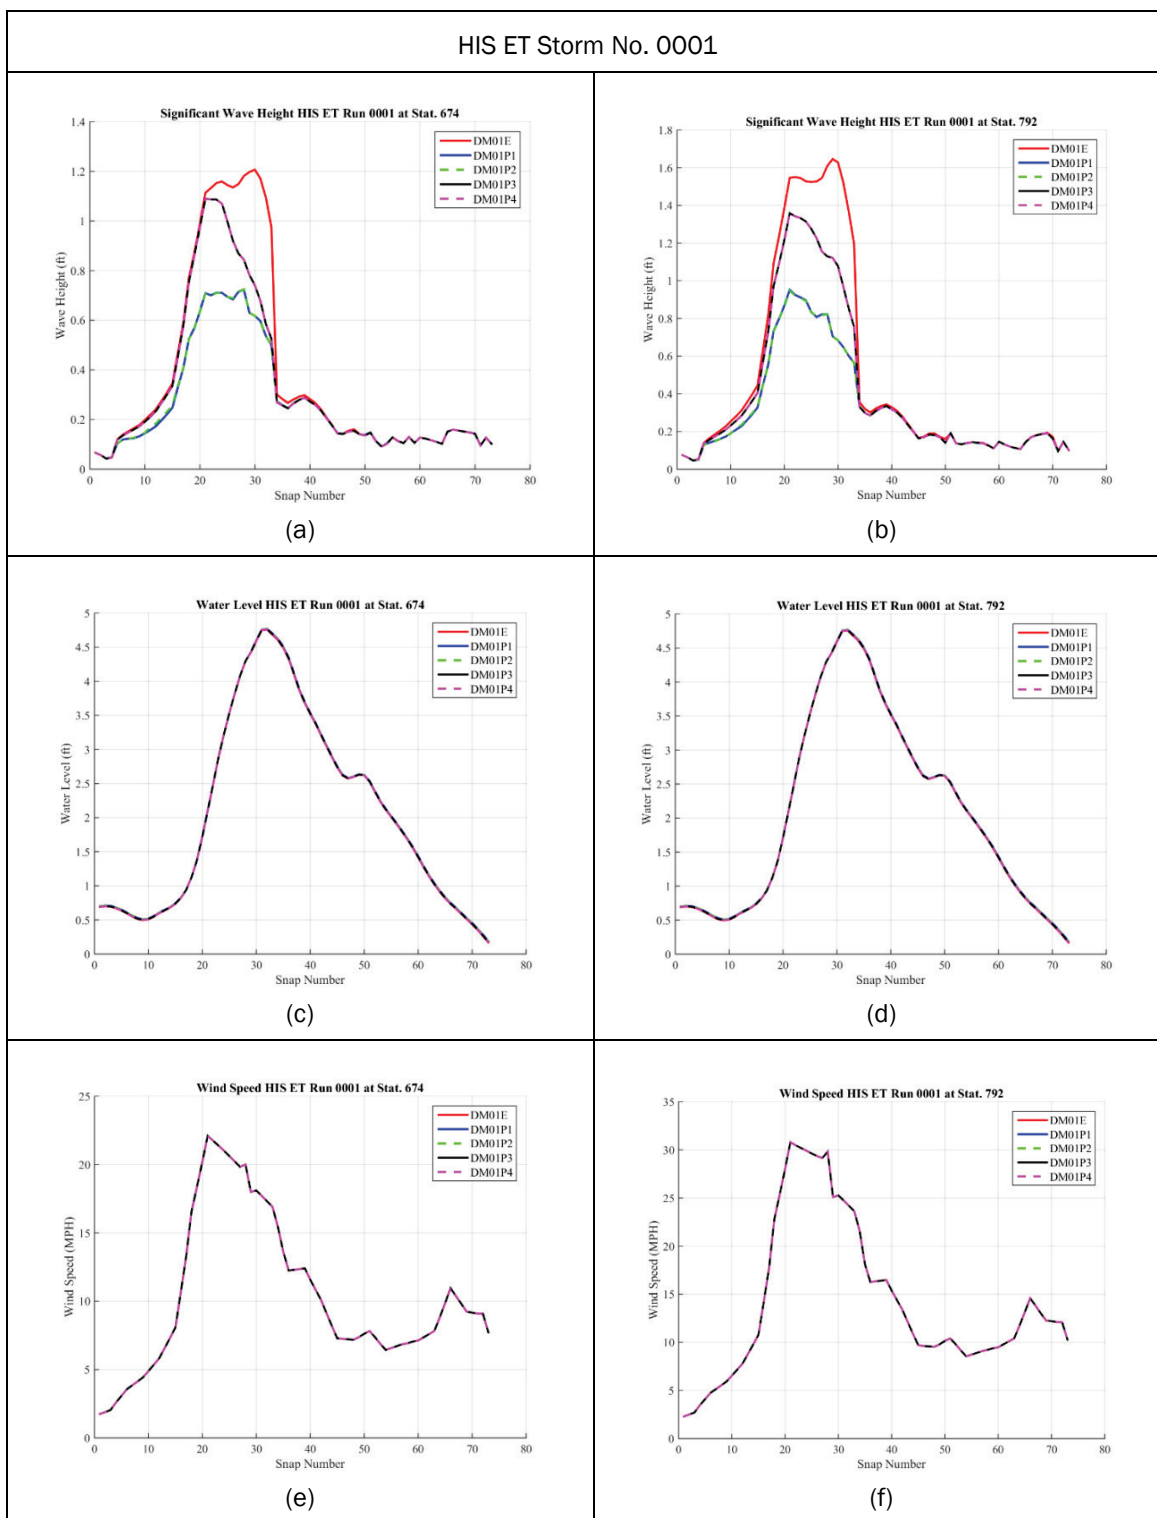 HIS ET Storm No. 0001
Significant Wave Height HIS ET Run 0001 at Stat. 674
1.4
1.2
1
0.8
0.6
0.4
0.2
0
Wave Height (ft)
DM01E
DM01P1
DM01P2
DM01P3
DM01P4
0 10 20 30 40 50 60 70 80
Snap Number
(a)
Significant Wave Height HIS ET Run 0001 at Stat. 792
1.8
1.6
1.4
1.2
1
0.8
0.6
0.4
0.2
0
Wave Height (ft)
DM01E
DM01P1
DM01P2
DM01P3
DM01P4
0 10 20 30 40 50 60 70 80
Snap Number
(b)
Water Level HIS ET Run 0001 at Stat. 674
5
4.5
4
3.5
3
2.5
2
1.5
1
0.5
0
Water Level (ft)
DM01E
DM01P1
DM01P2
DM01P3
DM01P4
0 10 20 30 40 50 60 70 80
Snap Number
(c)
Water Level HIS ET Run 0001 at Stat. 792
5
4.5
4
3.5
3
2.5
2
1.5
1
0.5
0
Water Level (ft)
DM01E
DM01P1
DM01P2
DM01P3
DM01P4
0 10 20 30 40 50 60 70 80
Snap Number
(d)
Wind Speed HIS ET Run 0001 at Stat. 674
25
20
15
10
5
0
Wind Speed (MPH)
DM01E
DM01P1
DM01P2
DM01P3
DM01P4
0 10 20 30 40 50 60 70 80
Snap Number
(e)
Wind Speed HIS ET Run 0001 at Stat. 792
35
30
25
20
15
10
5
0
Wind Speed (MPH)
DM01E
DM01P1
DM01P2
DM01P3
DM01P4
0 10 20 30 40 50 60 70 80
Snap Number
(f)